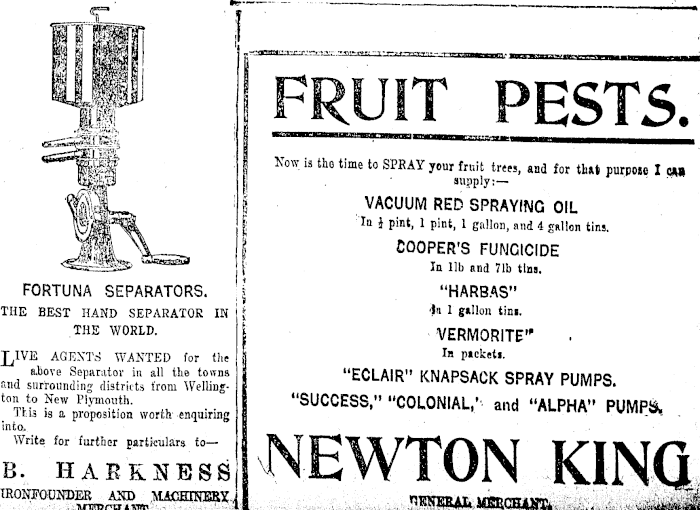 FORTUNA SEPARATORS.
THE BEST HAND SEPARATOR IN
THE WORLD.
LIVE AGENTS WANTED for the
above Separator in all the towns
and surrounding districts from Welling-
ton to New Plymouth.
This is a proposition worth enquiring
into.
Write for further particulars to—
B. HARKNESS
IRONFOUNDER AND MACHINERY
MERCHANT
FRUIT PESTS.
Now is the time to SPRAY your fruit trees, and for that purpose I can
supply:—
VACUUM RED SPRAYING OIL
In ½ pint, 1 pint, 1 gallon, and 4 gallon tins.
COOPER'S FUNGICIDE
In 1lb and 7lb tins.
"HARBAS"
In 1 gallon tins.
VERMORITE"
In packets.
"ECLAIR" KNAPSACK SPRAY PUMPS.
"SUCCESS," "COLONIAL," and "ALPHA" PUMPS.
NEWTON KING
GENERAL MERCHANT.